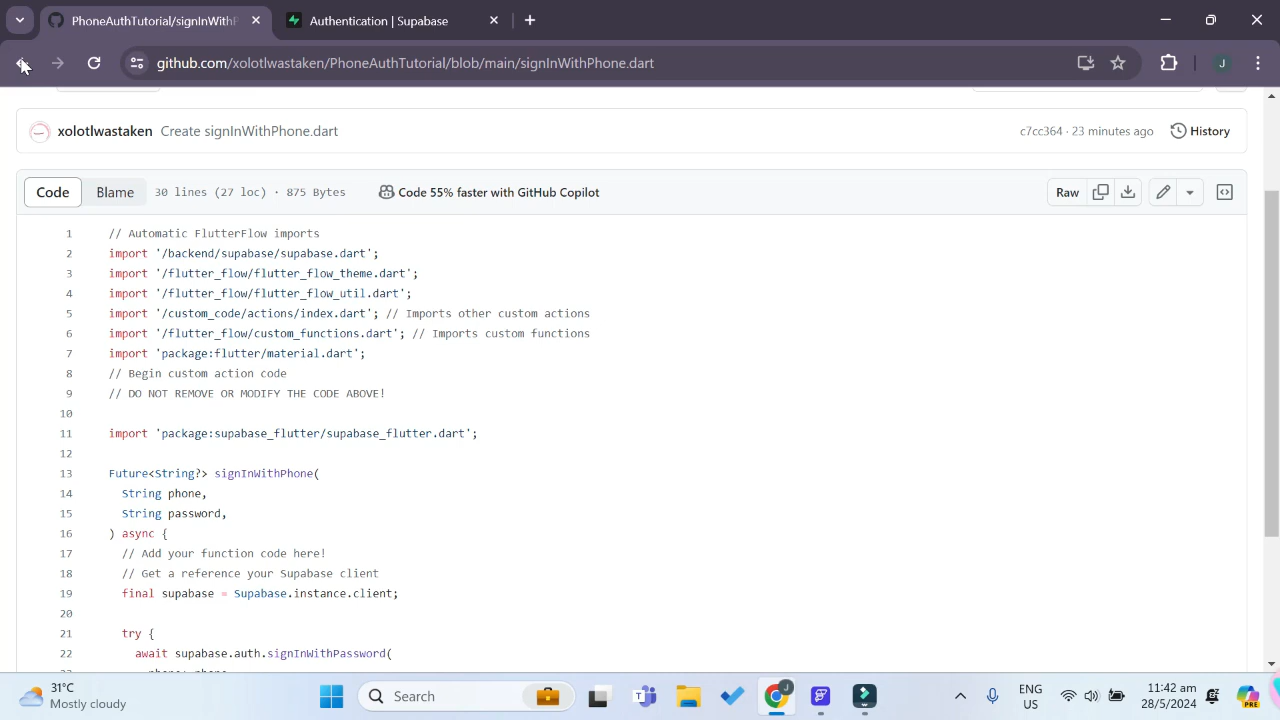 PhoneAuthTutorial/signInWithP
Authentication | Supabase
github.com/xolotlwastaken/PhoneAuthTutorial/blob/main/signInWithPhone.dart
J
xolotlwastaken Create signInWithPhone.dart
c7cc364 · 23 minutes ago
History
Code
Blame
30 lines (27 loc) · 875 Bytes
Code 55% faster with GitHub Copilot
Raw
1 // Automatic FlutterFlow imports
2 import '/backend/supabase/supabase.dart';
3 import '/flutter_flow/flutter_flow_theme.dart';
4 import '/flutter_flow/flutter_flow_util.dart';
5 import '/custom_code/actions/index.dart'; // Imports other custom actions
6 import '/flutter_flow/custom_functions.dart'; // Imports custom functions
7 import 'package:flutter/material.dart';
8 // Begin custom action code
9 // DO NOT REMOVE OR MODIFY THE CODE ABOVE!
10
11 import 'package:supabase_flutter/supabase_flutter.dart';
12
13 Future<String?> signInWithPhone(
14 String phone,
15 String password,
16 ) async {
17 // Add your function code here!
18 // Get a reference your Supabase client
19 final supabase = Supabase.instance.client;
20
21 try {
22 await supabase.auth.signInWithPassword(
31°C
Mostly cloudy
Search
J
ENG
US
11:42 am
28/5/2024
PRE